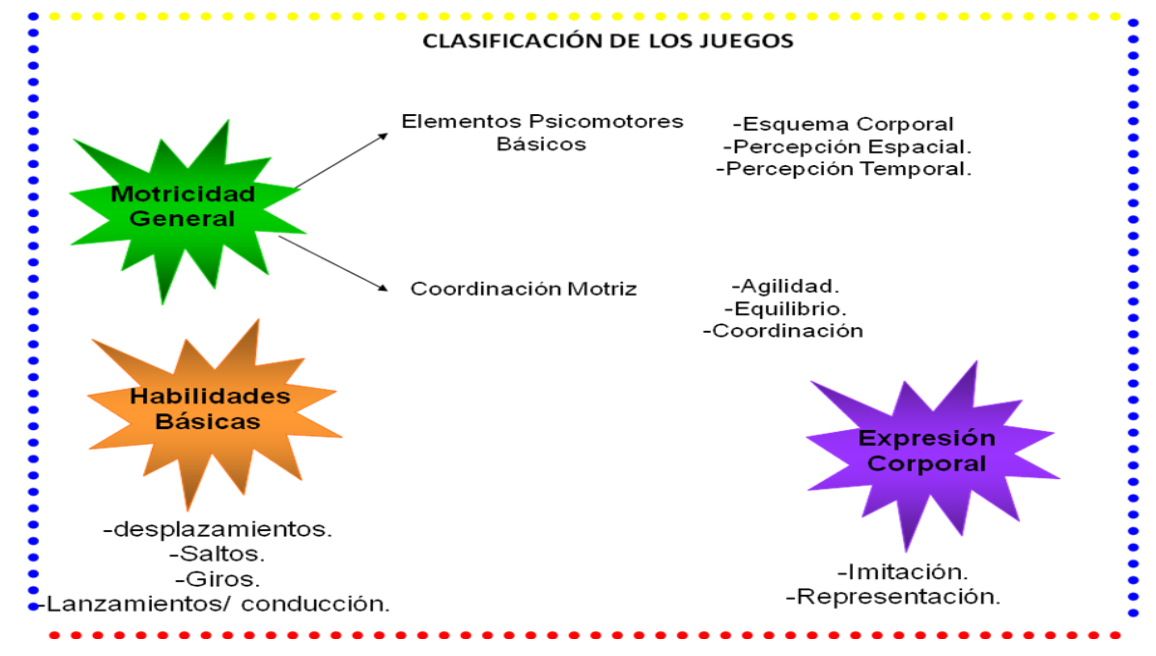 CLASIFICACIÓN DE LOS JUEGOS
Motricidad
General
Elementos Psicomotores
Básicos
-Esquema Corporal
-Percepción Espacial.
-Percepción Temporal.
Coordinación Motriz
-Agilidad.
-Equilibrio.
-Coordinación
Habilidades
Básicas
-desplazamientos.
-Saltos.
-Giros.
-Lanzamientos/ conducción.
Expresión
Corporal
-Imitación.
-Representación.